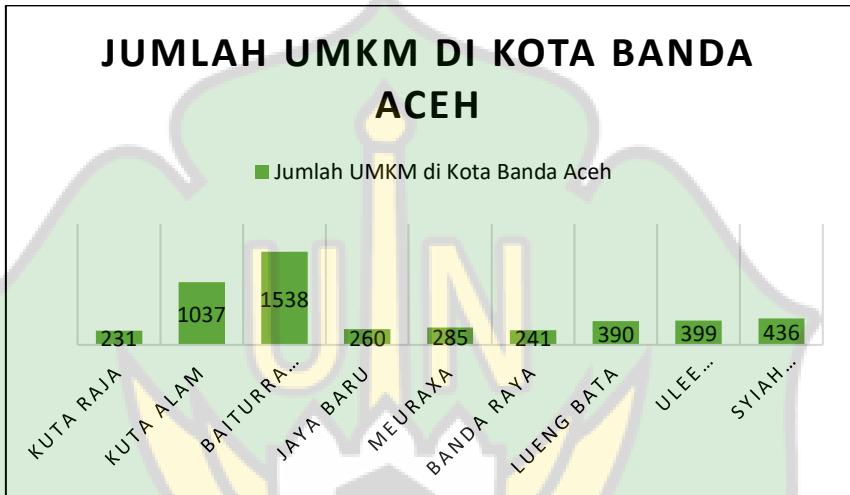 JUMLAH UMKM DI KOTA BANDA
ACEH
Jumlah UMKM di Kota Banda Aceh
231
1037
1538
260
285
241
390
399
436
KUTA RAJA
KUTA ALAM
BAITURRA…
JAYA BARU
MEURAXA
BANDA RAYA
LUENG BATA
ULEE…
SYIAH…
UIN